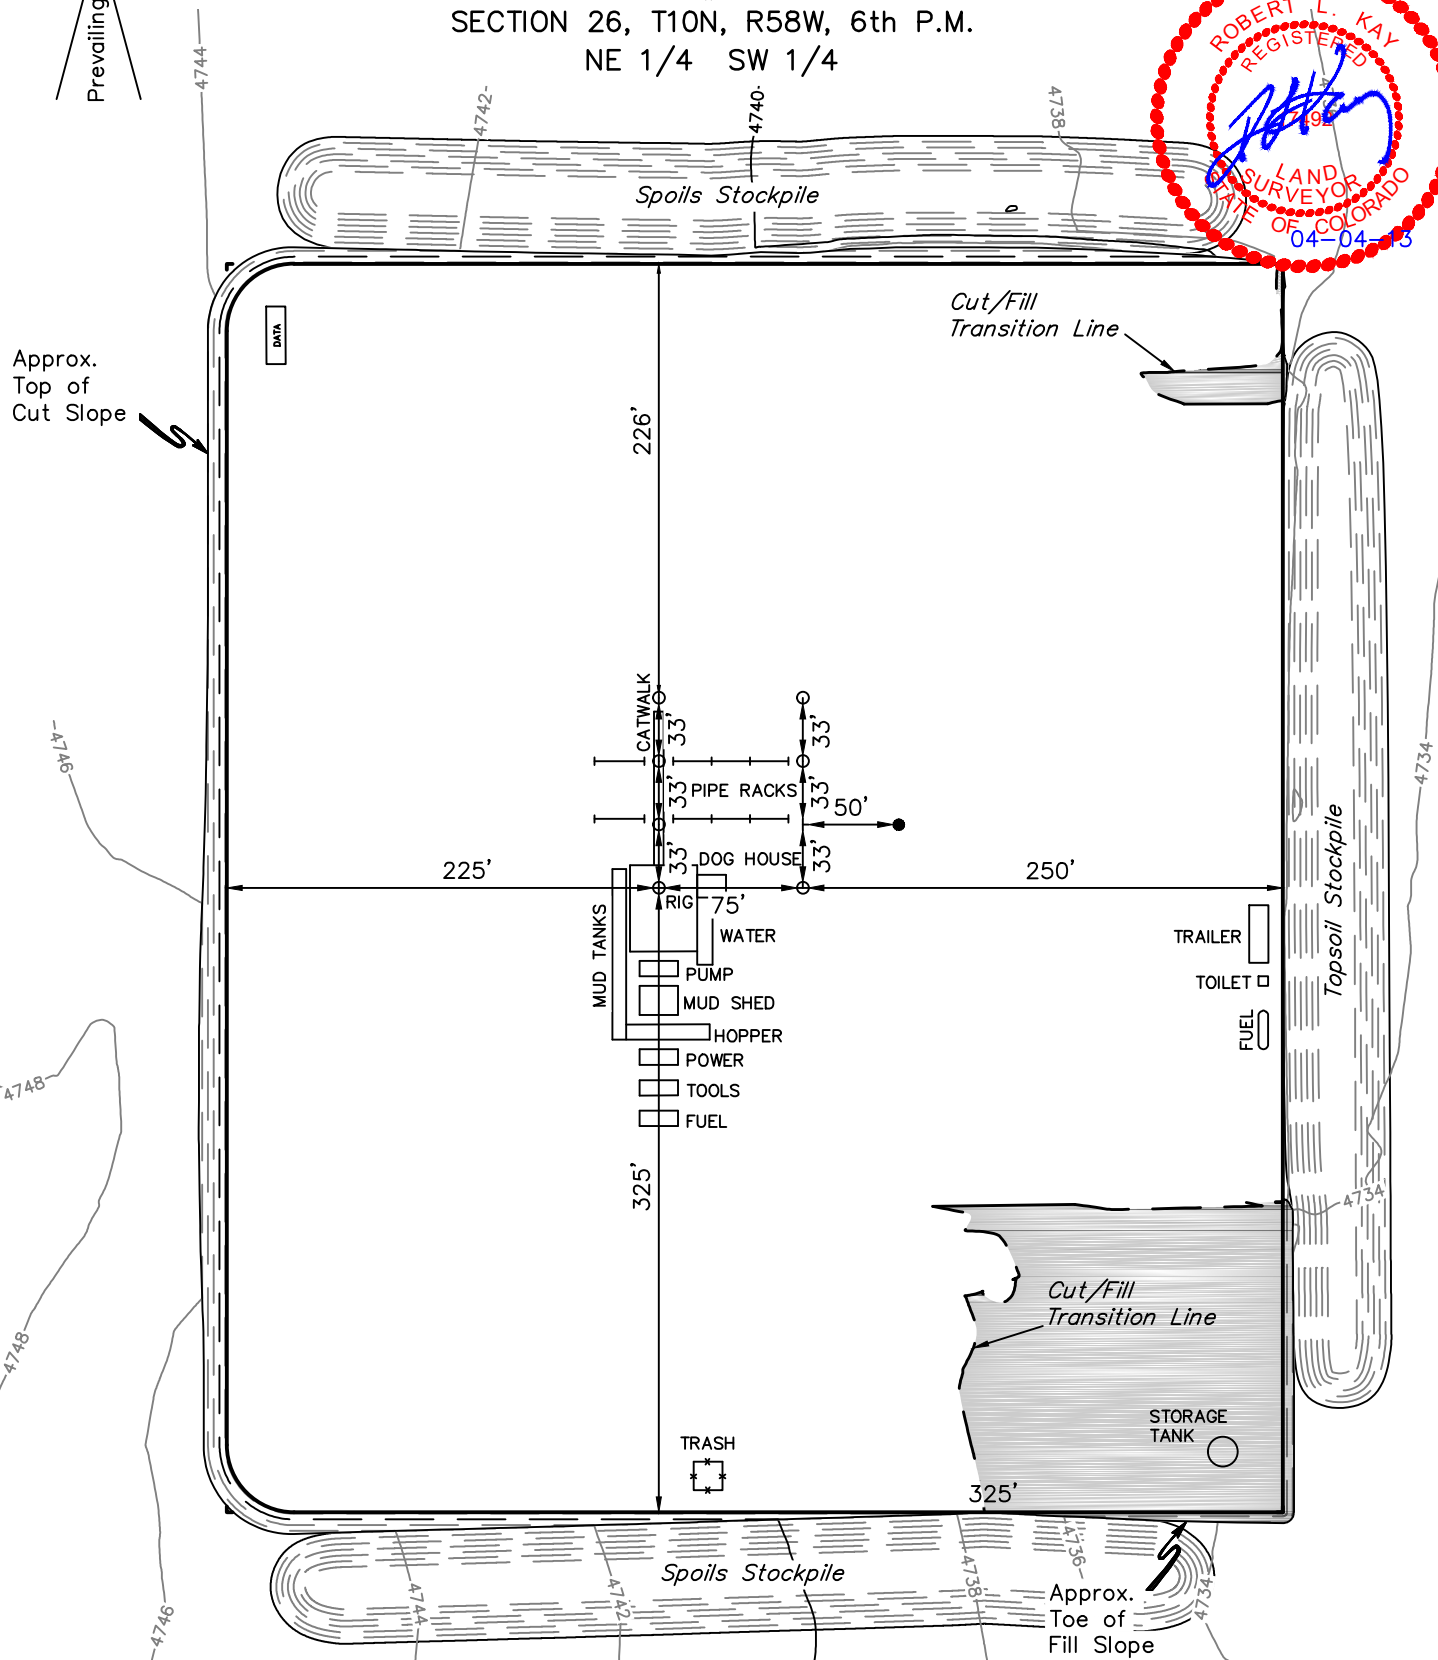 SECTION 26, T10N, R58W, 6th P.M.
NE 1/4 SW 1/4
Prevailing
4744
4742
4740
4738
ROBERT L. KAY
REGISTERED
LAND
SURVEYOR
STATE OF COLORADO
04-04-13
Spoils Stockpile
DATA
Cut/Fill
Transition Line
Approx.
Top of
Cut Slope
226'
CATWALK
33'
33'
33'
33'
33'
33'
PIPE RACKS
50'
DOG HOUSE
225'
250'
RIG
75'
MUD TANKS
WATER
PUMP
MUD SHED
HOPPER
POWER
TOOLS
FUEL
TRAILER
TOILET
FUEL
Topsoil Stockpile
4746
4734
4748
325'
4734
Cut/Fill
Transition Line
4748
STORAGE
TANK
TRASH
325'
Spoils Stockpile
4746
4744
4742
4738
4736
4734
Approx.
Toe of
Fill Slope